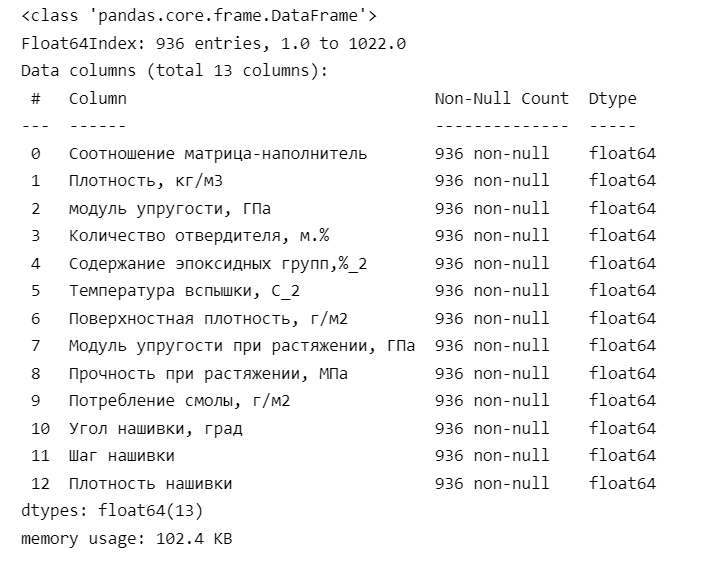 <class 'pandas.core.frame.DataFrame'>
Float64Index: 936 entries, 1.0 to 1022.0
Data columns (total 13 columns):
 #   Column                                Non-Null Count  Dtype
---  ------                                --------------  -----
 0   Соотношение матрица-наполнитель       936 non-null    float64
 1   Плотность, кг/м3                      936 non-null    float64
 2   модуль упругости, ГПа                 936 non-null    float64
 3   Количество отвердителя, м.%           936 non-null    float64
 4   Содержание эпоксидных групп,%_2       936 non-null    float64
 5   Температура вспышки, С_2              936 non-null    float64
 6   Поверхностная плотность, г/м2         936 non-null    float64
 7   Модуль упругости при растяжении, ГПа  936 non-null    float64
 8   Прочность при растяжении, МПа         936 non-null    float64
 9   Потребление смолы, г/м2               936 non-null    float64
 10  Угол нашивки, град                    936 non-null    float64
 11  Шаг нашивки                           936 non-null    float64
 12  Плотность нашивки                     936 non-null    float64
dtypes: float64(13)
memory usage: 102.4 KB